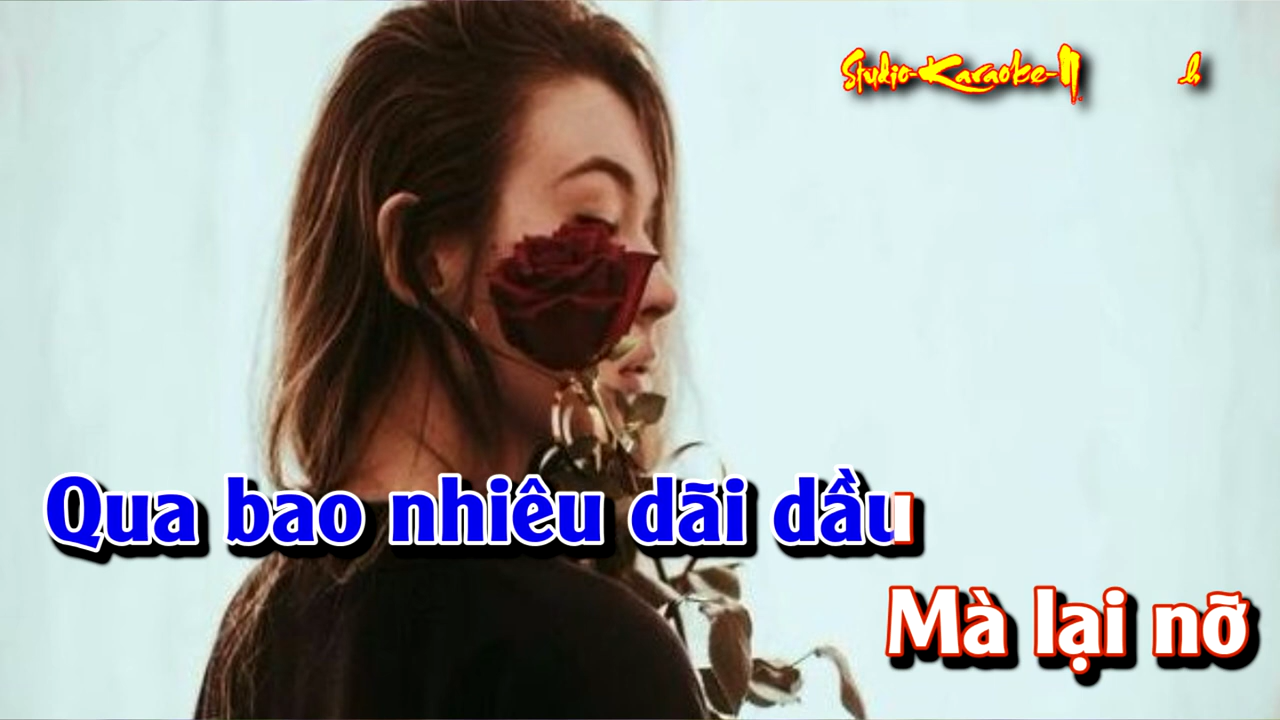 Studio-Karaoke-
Qua bao nhiêu dãi dầu
Mà lại nỡ